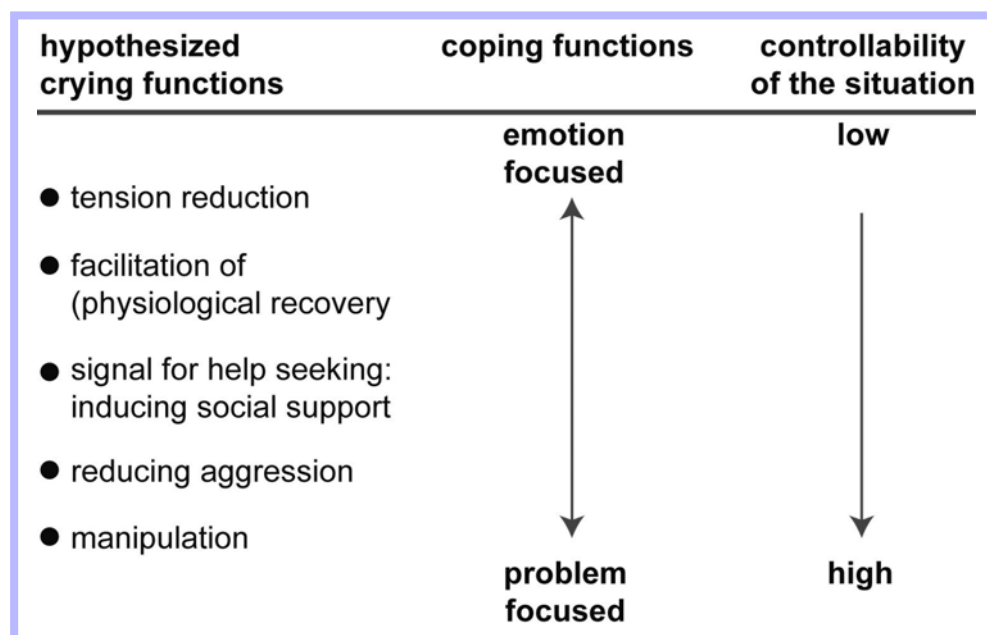 hypothesized
crying functions
coping functions
controllability
of the situation
emotion
focused
low
● tension reduction
● facilitation of
(physiological recovery
● signal for help seeking:
inducing social support
● reducing aggression
● manipulation
problem
focused
high